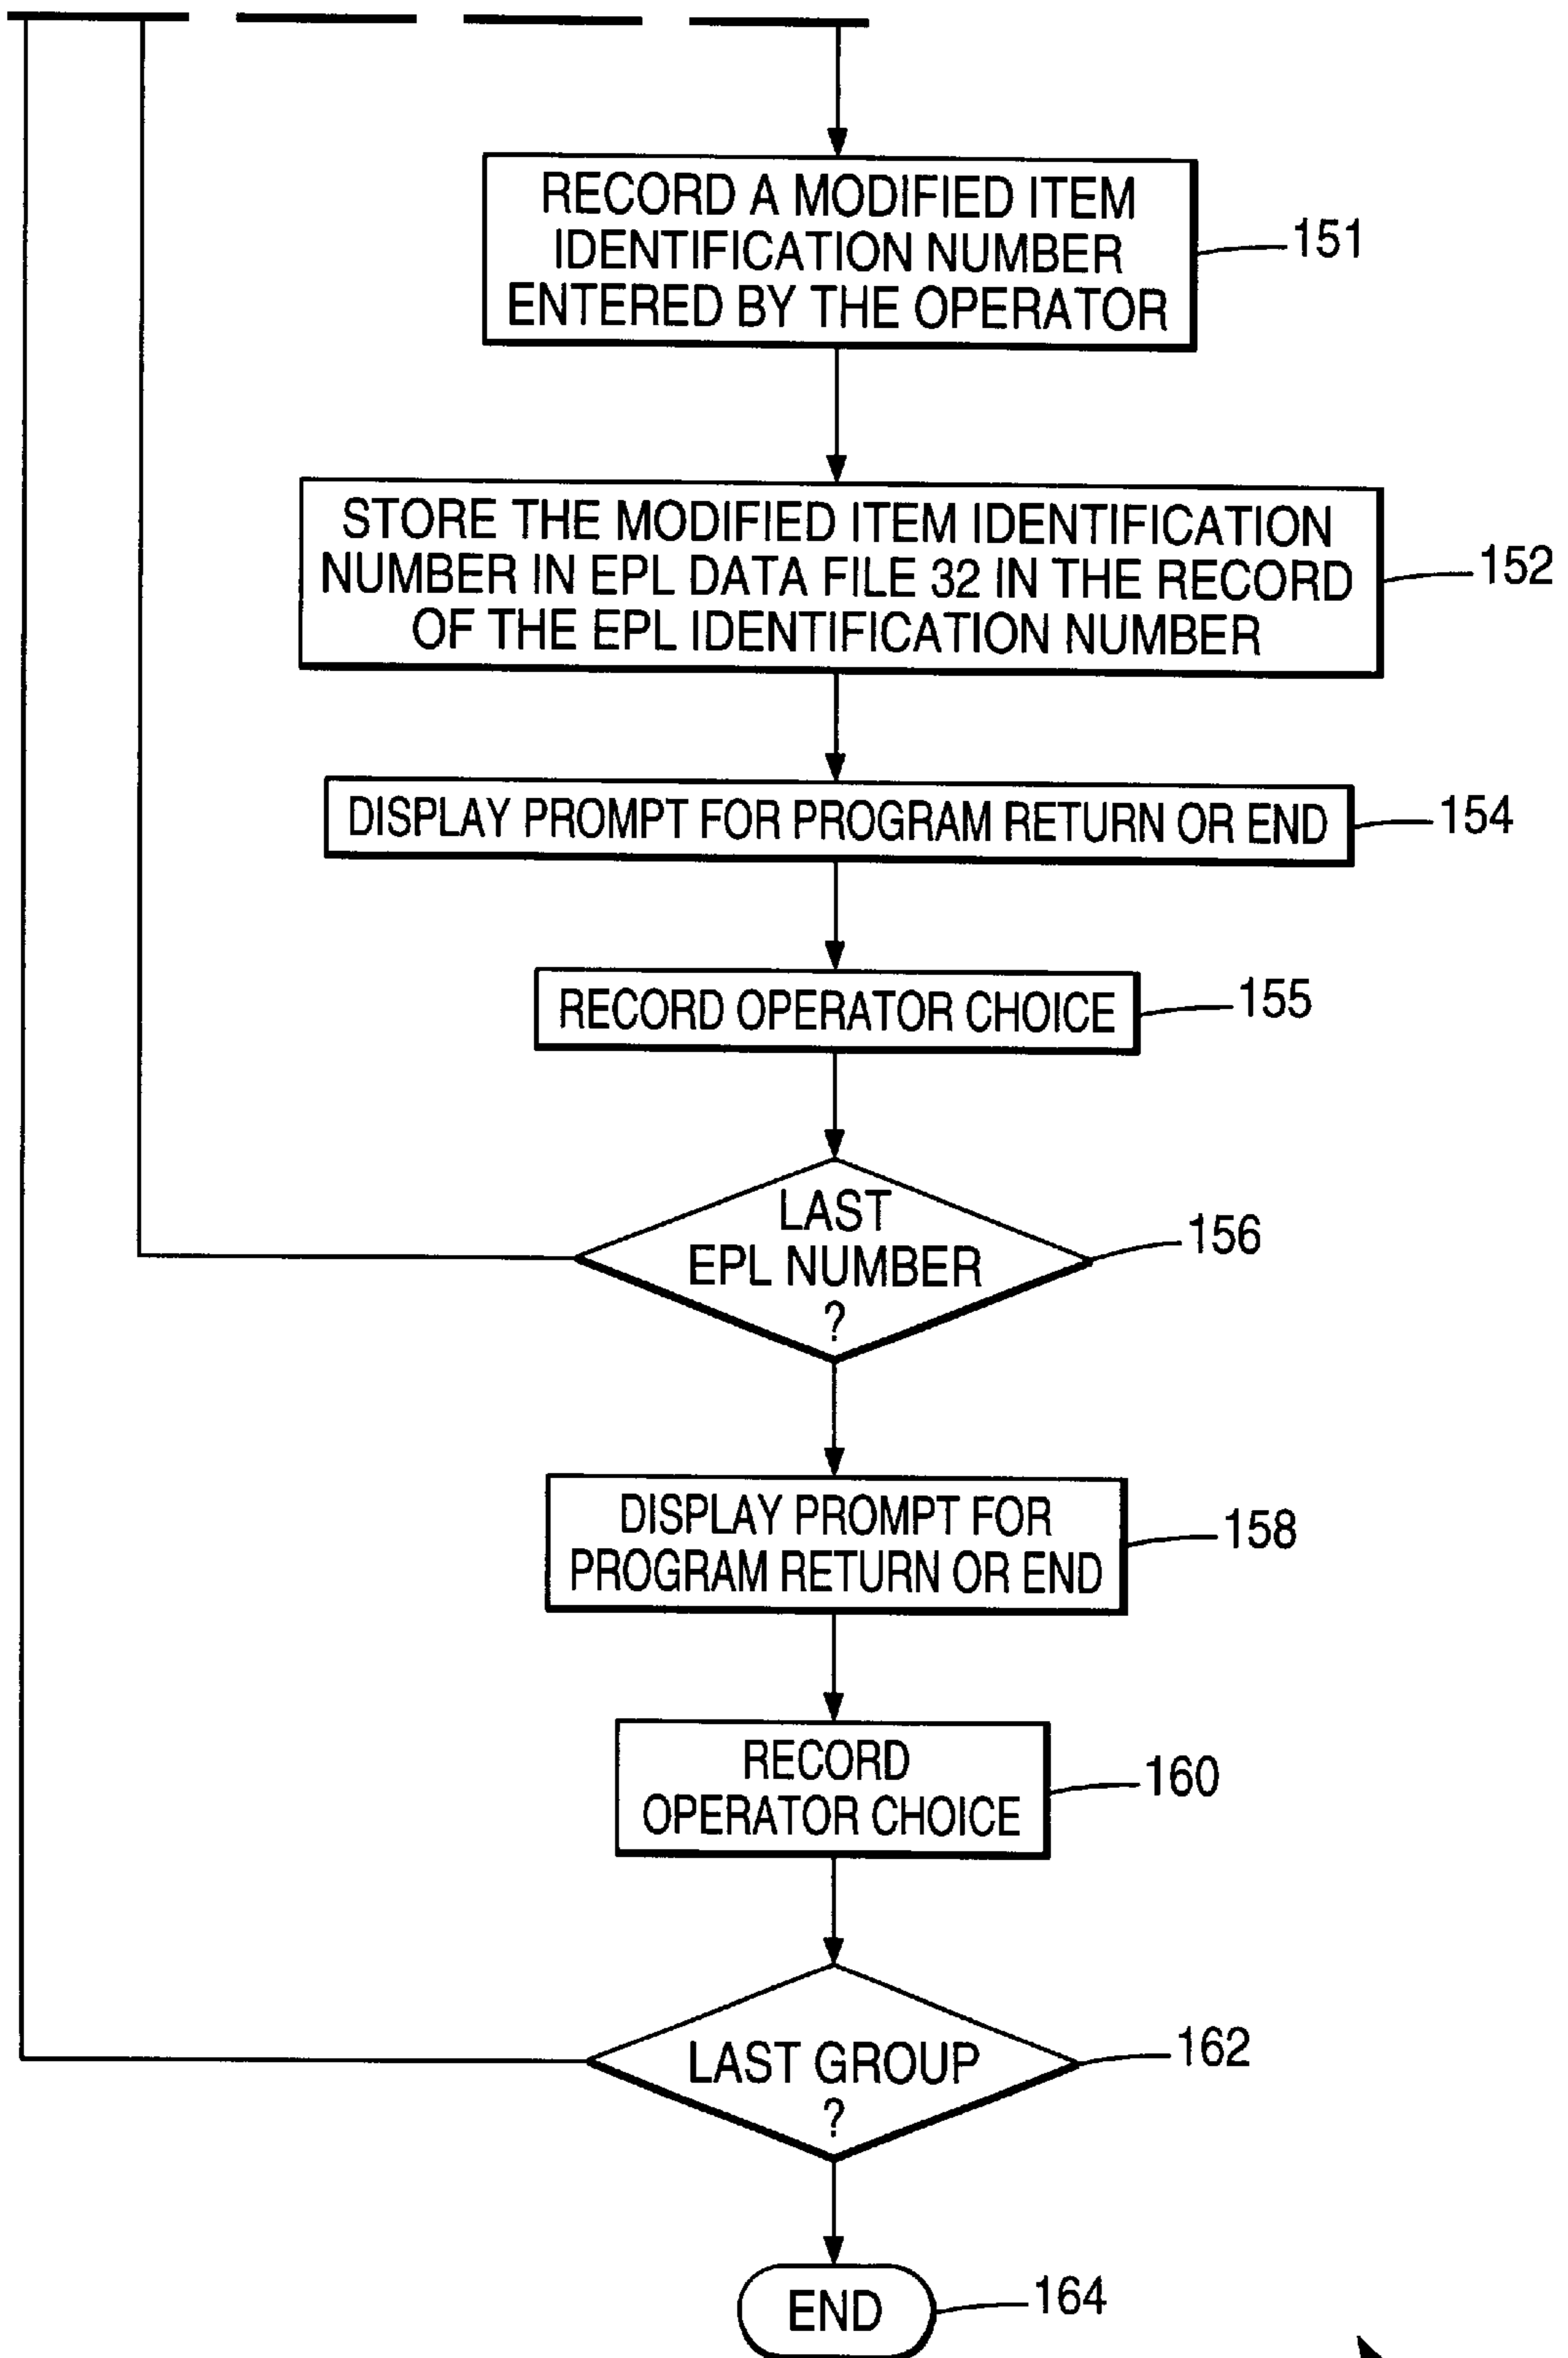 RECORD A MODIFIED ITEM
IDENTIFICATION NUMBER
ENTERED BY THE OPERATOR
151
STORE THE MODIFIED ITEM IDENTIFICATION
NUMBER IN EPL DATA FILE 32 IN THE RECORD
OF THE EPL IDENTIFICATION NUMBER
152
DISPLAY PROMPT FOR PROGRAM RETURN OR END
154
RECORD OPERATOR CHOICE
155
LAST
EPL NUMBER
?
156
DISPLAY PROMPT FOR
PROGRAM RETURN OR END
158
RECORD
OPERATOR CHOICE
160
LAST GROUP
?
162
END
164